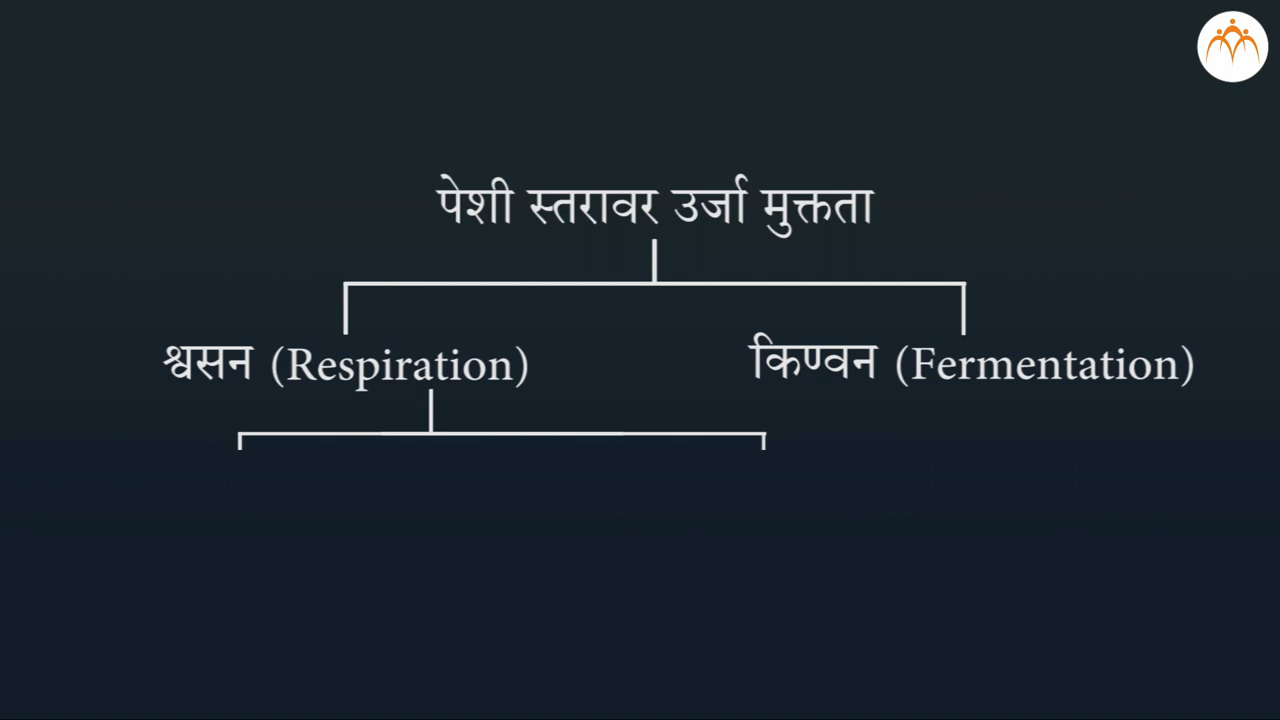 पेशी स्तरावर उर्जा मुक्तता
श्वसन (Respiration)
किण्वन (Fermentation)